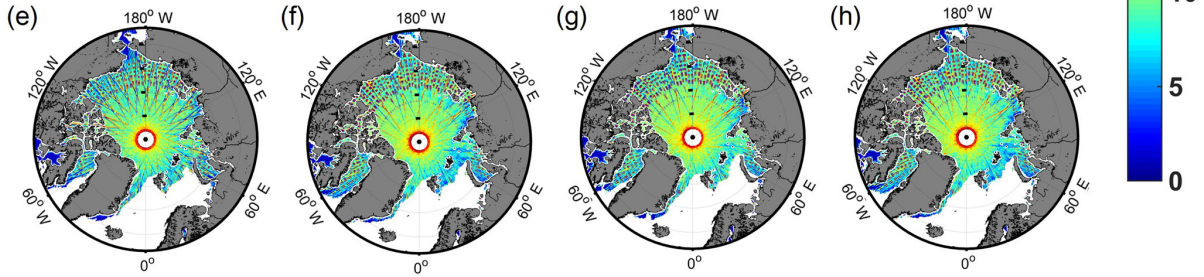 (e) 180° W (f) 180° W (g) 180° W (h) 180° W
120° W 120° E 120° W 120° E 120° W 120° E 120° W 120° E
5
60° W 60° E 60° W 60° E 60° W 60° E 60° W 60° E
0
0° 0° 0° 0°